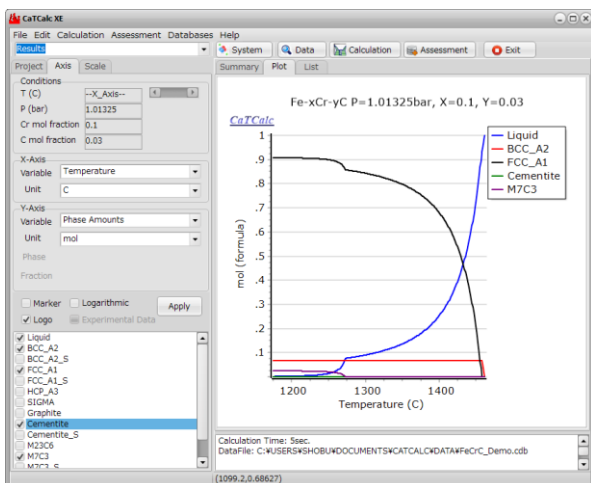 CaTCalc XE
File Edit Calculation Assessment Databases Help
Results
System Data Calculation Assessment Exit
Project Axis Scale
Summary Plot List
Conditions
T (C) --X_Axis--
P (bar) 1.01325
Cr mol fraction 0.1
C mol fraction 0.03
X-Axis
Variable Temperature
Unit C
Y-Axis
Variable Phase Amounts
Unit mol
Phase
Fraction
Marker Logarithmic
Apply
Logo Experimental Data
Liquid
BCC_A2
BCC_A2_S
FCC_A1
FCC_A1_S
HCP_A3
SIGMA
Graphite
Cementite
Cementite_S
M23C6
M7C3
M7C3_S
Fe-xCr-yC P=1.01325bar, X=0.1, Y=0.03
CaTCalc
1
.9
.8
.7
.6
.5
.4
.3
.2
.1
mol (formula)
1200 1300 1400
Temperature (C)
Liquid
BCC_A2
FCC_A1
Cementite
M7C3
Calculation Time: 5sec.
DataFile: C:¥USERS¥SHOBU¥DOCUMENTS¥CATCALC¥DATA¥FeCrC_Demo.cdb
(1099.2,0.68627)